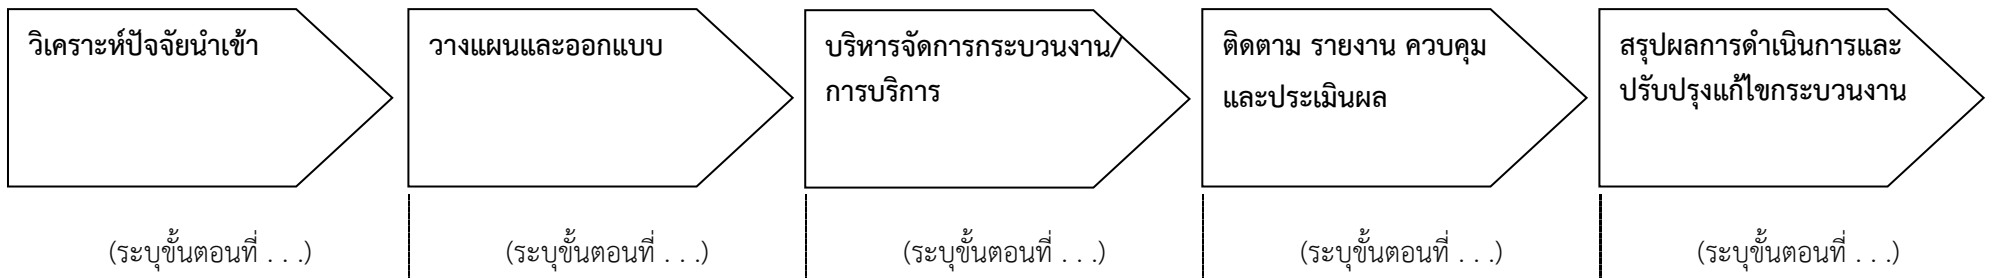 วิเคราะห์ปัจจัยนำเข้า
วางแผนและออกแบบ
บริหารจัดการกระบวนงาน/
การบริการ
ติดตาม รายงาน ควบคุม
และประเมินผล
สรุปผลการดำเนินการและ
ปรับปรุงแก้ไขกระบวนงาน
(ระบุขั้นตอนที่ . . .)
(ระบุขั้นตอนที่ . . .)
(ระบุขั้นตอนที่ . . .)
(ระบุขั้นตอนที่ . . .)
(ระบุขั้นตอนที่ . . .)